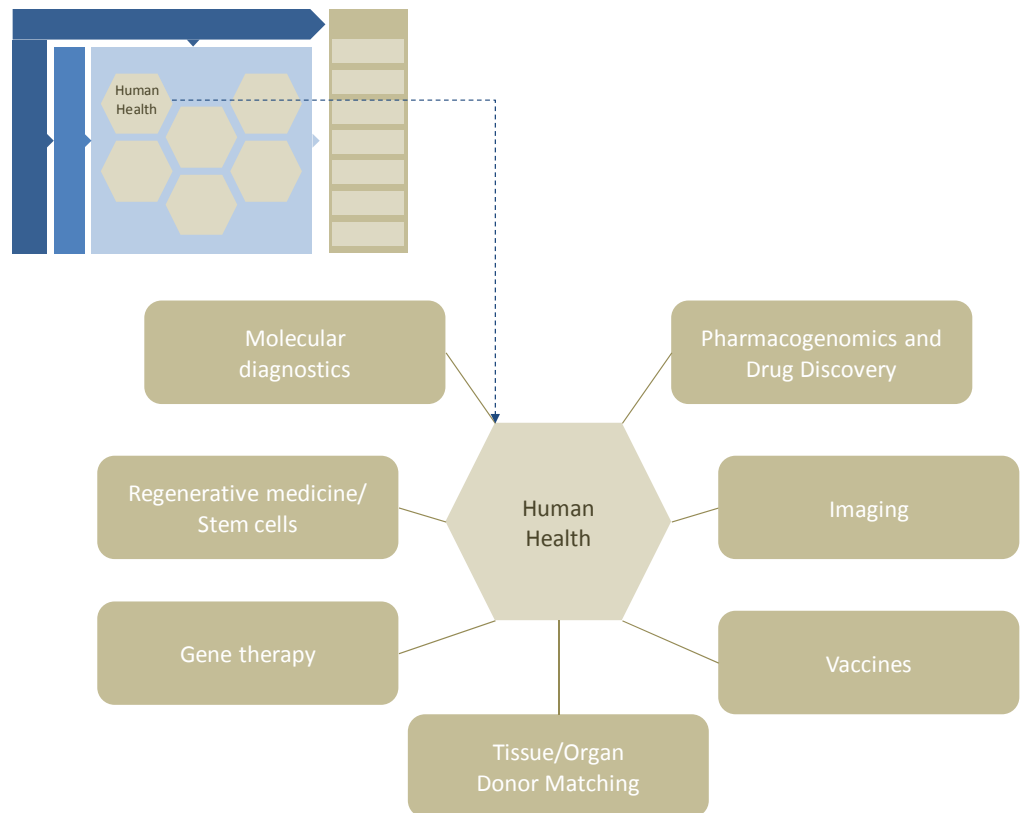 Human
Health
Molecular
diagnostics
Pharmacogenomics and
Drug Discovery
Regenerative medicine/
Stem cells
Human
Health
Imaging
Gene therapy
Vaccines
Tissue/Organ
Donor Matching